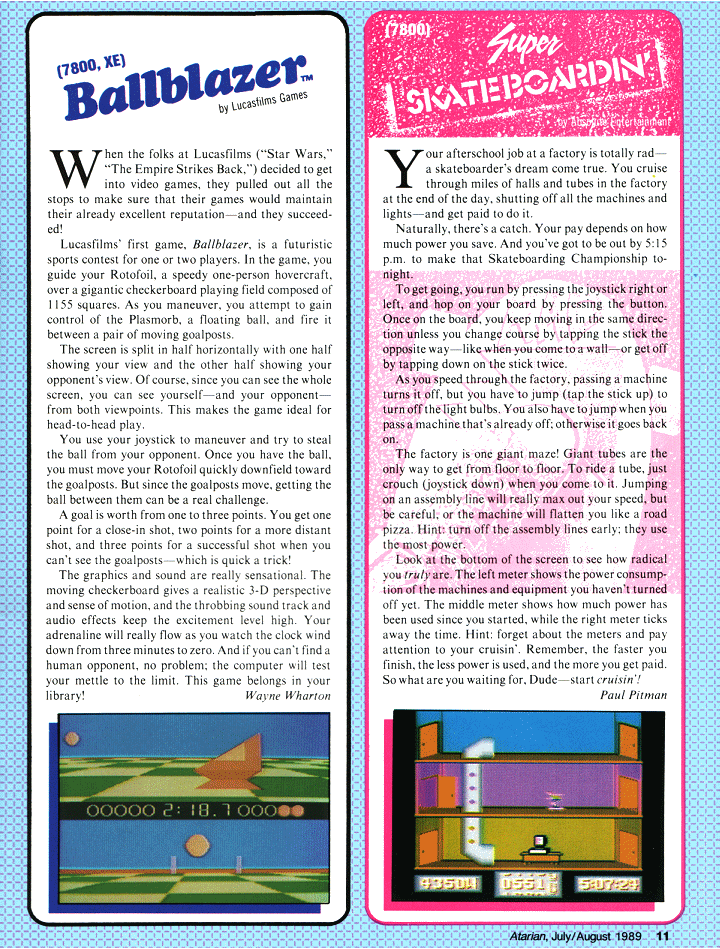 (7800, XE)
Ballblazer™
by Lucasfilms Games
When the folks at Lucasfilms (“Star Wars,”
“The Empire Strikes Back,”) decided to get
into video games, they pulled out all the
stops to make sure that their games would maintain
their already excellent reputation—and they succeed-
ed!
Lucasfilms’ first game, Ballblazer, is a futuristic
sports contest for one or two players. In the game, you
guide your Rotofoil, a speedy one-person hovercraft,
over a gigantic checkerboard playing field composed of
1155 squares. As you maneuver, you attempt to gain
control of the Plasmorb, a floating ball, and fire it
between a pair of moving goalposts.
The screen is split in half horizontally with one half
showing your view and the other half showing your
opponent’s view. Of course, since you can see the whole
screen, you can see yourself—and your opponent—
from both viewpoints. This makes the game ideal for
head-to-head play.
You use your joystick to maneuver and try to steal
the ball from your opponent. Once you have the ball,
you must move your Rotofoil quickly downfield toward
the goalposts. But since the goalposts move, getting the
ball between them can be a real challenge.
A goal is worth from one to three points. You get one
point for a close-in shot, two points for a more distant
shot, and three points for a successful shot when you
can’t see the goalposts—which is quick a trick!
The graphics and sound are really sensational. The
moving checkerboard gives a realistic 3-D perspective
and sense of motion, and the throbbing sound track and
audio effects keep the excitement level high. Your
adrenaline will really flow as you watch the clock wind
down from three minutes to zero. And if you can’t find a
human opponent, no problem; the computer will test
your mettle to the limit. This game belongs in your
library! Wayne Wharton
00000 2:18.7 000
(7800)
Super
SKATEBOARDIN’
by Absolute Entertainment
Your afterschool job at a factory is totally rad—
a skateboarder’s dream come true. You cruise
through miles of halls and tubes in the factory
at the end of the day, shutting off all the machines and
lights—and get paid to do it.
Naturally, there’s a catch. Your pay depends on how
much power you save. And you’ve got to be out by 5:15
p.m. to make that Skateboarding Championship to-
night.
To get going, you run by pressing the joystick right or
left, and hop on your board by pressing the button.
Once on the board, you keep moving in the same direc-
tion unless you change course by tapping the stick the
opposite way—like when you come to a wall—or get off
by tapping down on the stick twice.
As you speed through the factory, passing a machine
turns it off, but you have to jump (tap the stick up) to
turn off the light bulbs. You also have to jump when you
pass a machine that’s already off; otherwise it goes back
on.
The factory is one giant maze! Giant tubes are the
only way to get from floor to floor. To ride a tube, just
crouch (joystick down) when you come to it. Jumping
on an assembly line will really max out your speed, but
be careful, or the machine will flatten you like a road
pizza. Hint: turn off the assembly lines early; they use
the most power.
Look at the bottom of the screen to see how radical
you truly are. The left meter shows the power consump-
tion of the machines and equipment you haven’t turned
off yet. The middle meter shows how much power has
been used since you started, while the right meter ticks
away the time. Hint: forget about the meters and pay
attention to your cruisin’. Remember, the faster you
finish, the less power is used, and the more you get paid.
So what are you waiting for, Dude—start cruisin’!
Paul Pitman
4350W 0551 5:07:24
Atarian, July/August 1989 11